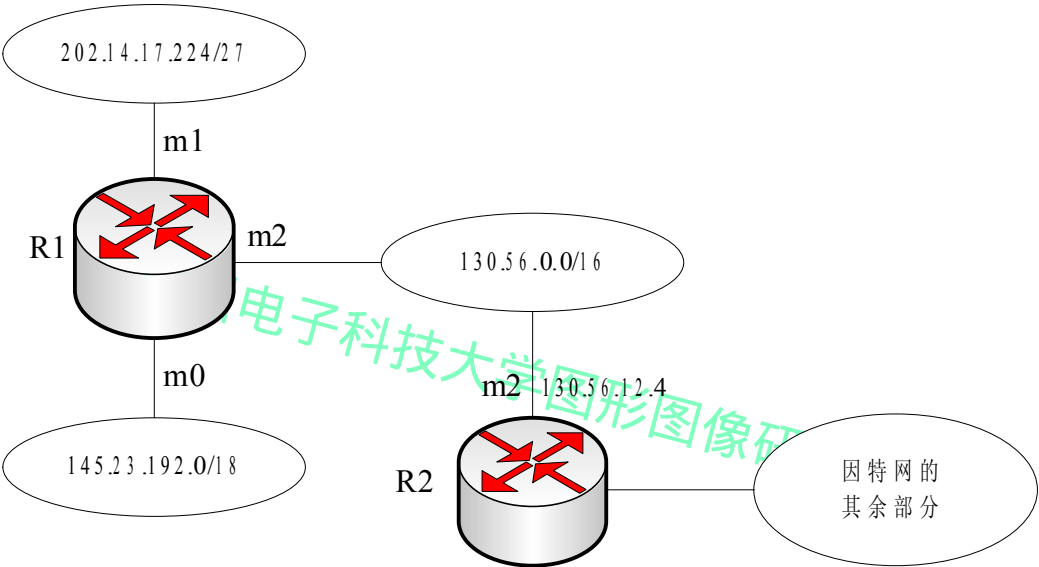 202.14.17.224/27
m1
R1
m2
130.56.0.0/16
m0
145.23.192.0/18
m2 130.56.12.4
R2
因特网的
其余部分
电子科技大学图形图像研